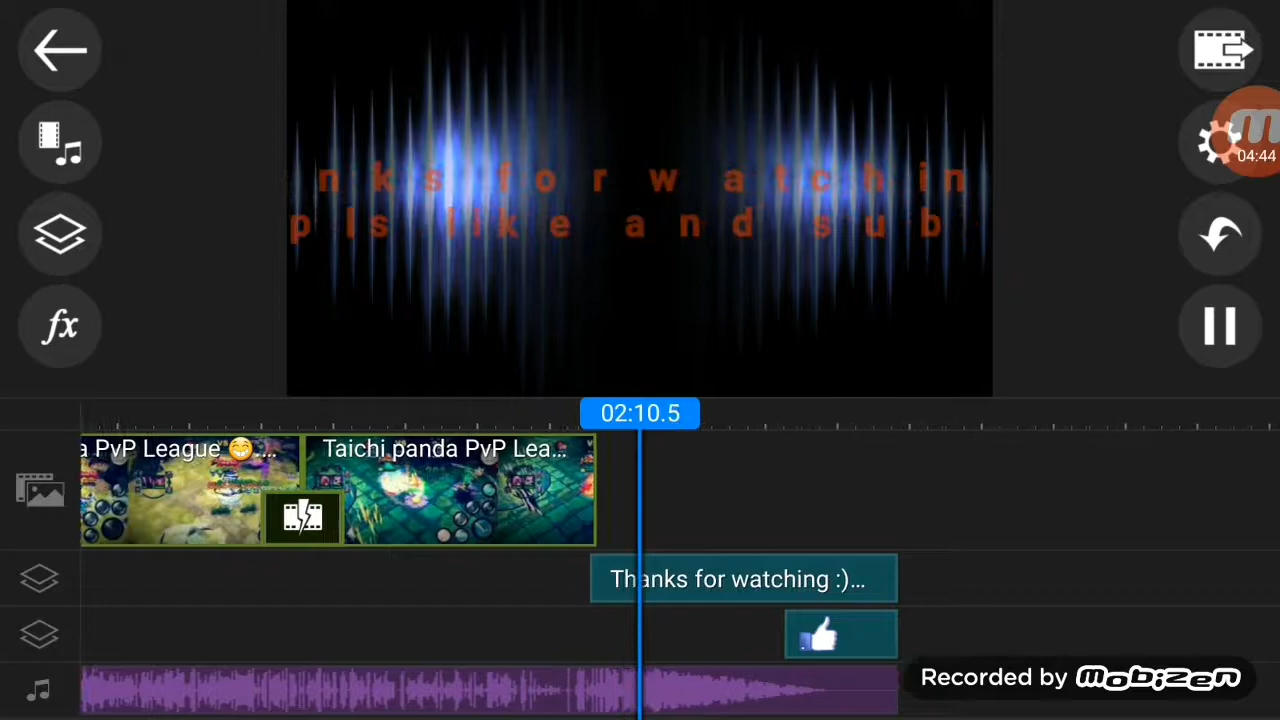 04:44
fx
nks for watchin
pls like and sub
02:10.5
a PvP League 😁....
Taichi panda PvP Lea...
Thanks for watching :)...
Recorded by mobizen